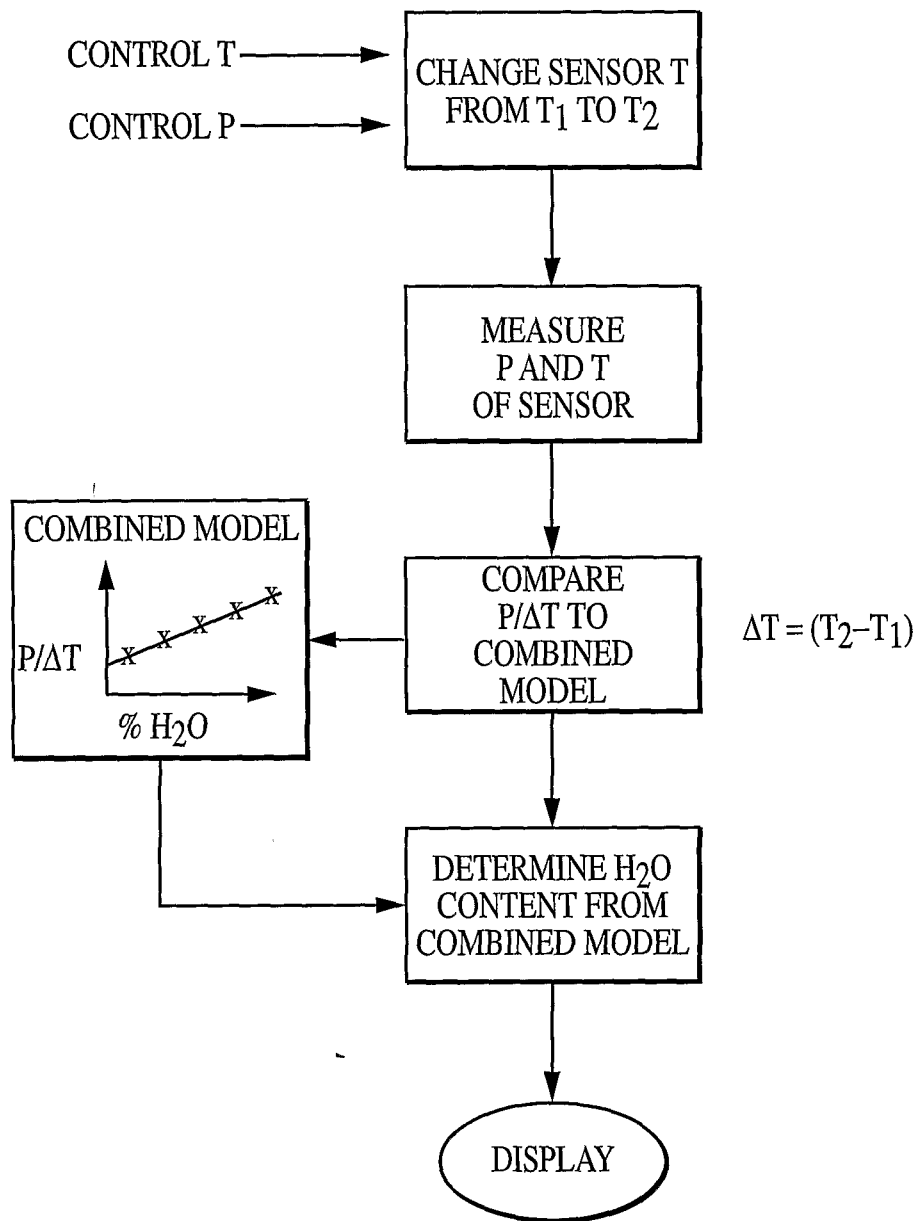 CONTROL T
CONTROL P
CHANGE SENSOR T
FROM T1 TO T2
MEASURE
P AND T
OF SENSOR
COMBINED MODEL
P/ΔT
% H2O
COMPARE
P/ΔT TO
COMBINED
MODEL
ΔT = (T2–T1)
DETERMINE H2O
CONTENT FROM
COMBINED MODEL
DISPLAY